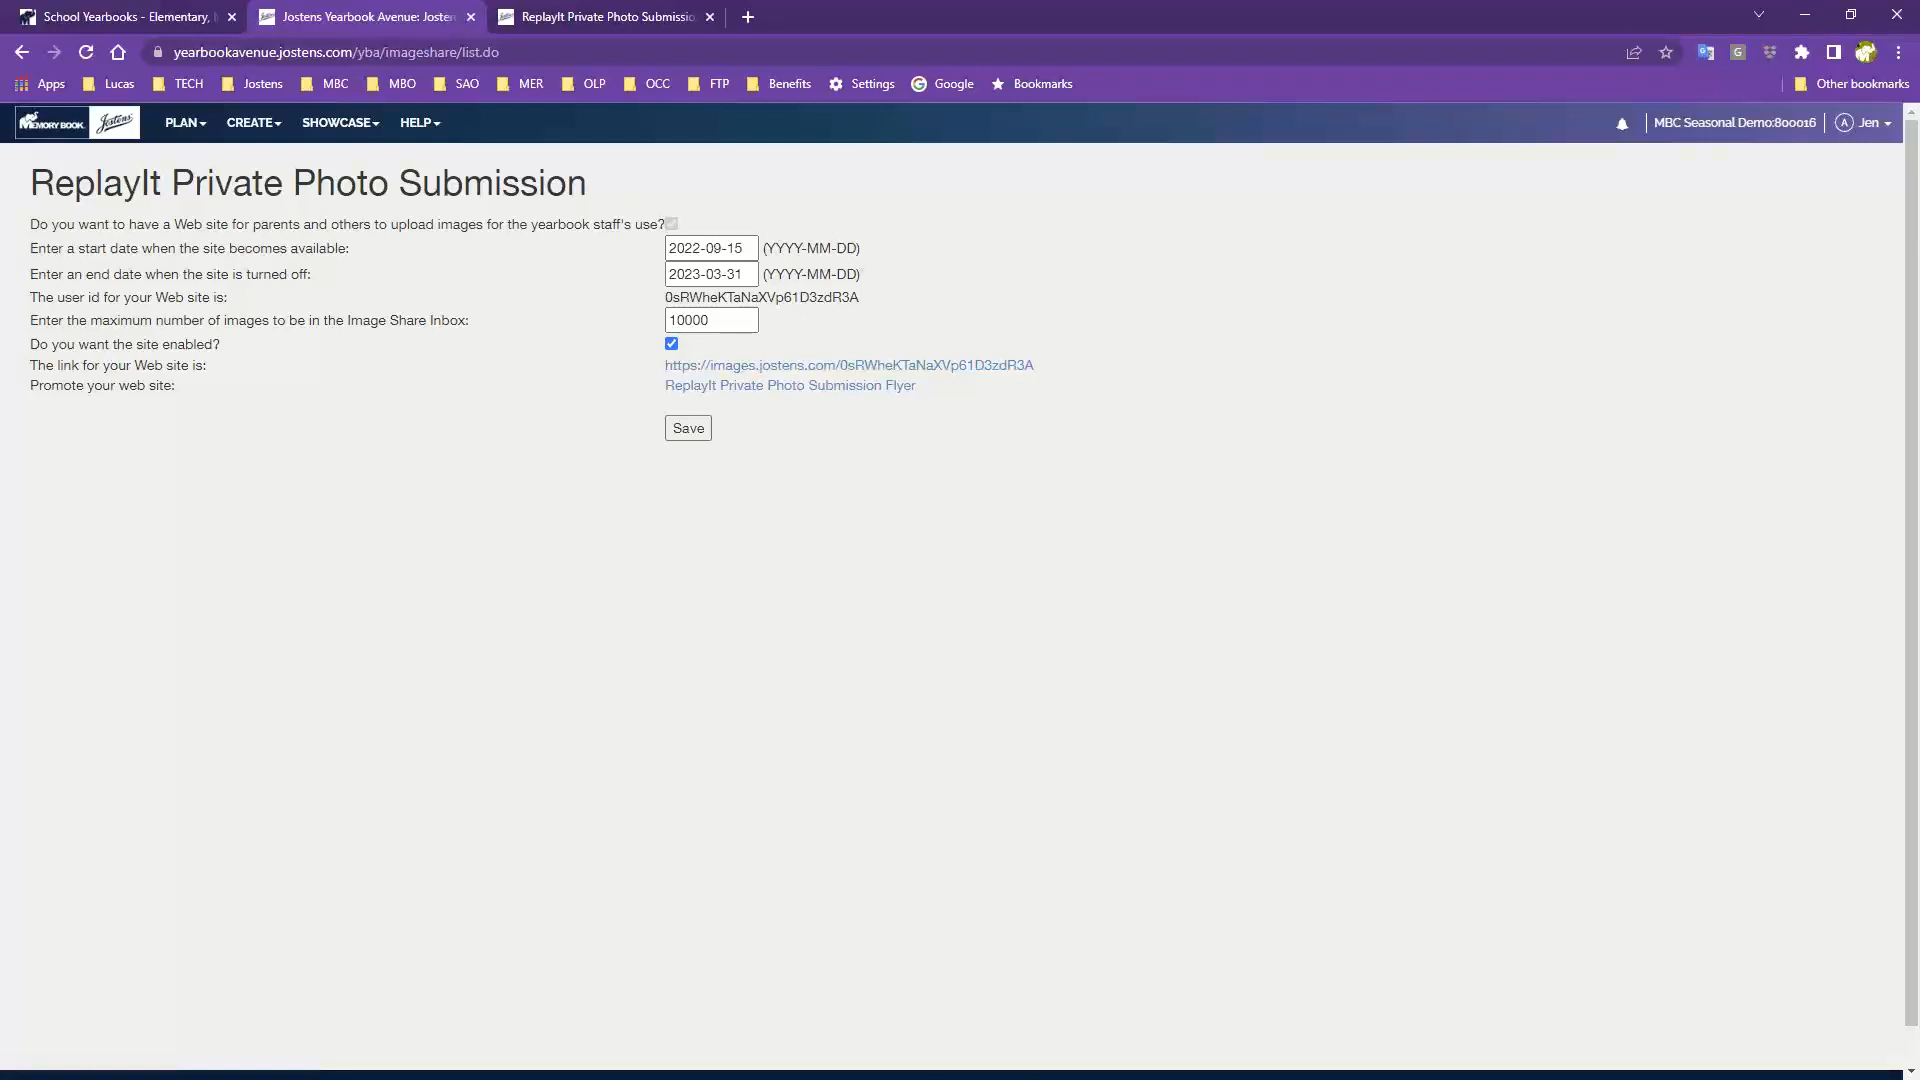 School Yearbooks - Elementary,
Jostens Yearbook Avenue: Josten
ReplayIt Private Photo Submissio
yearbookavenue.jostens.com/yba/imageshare/list.do
Apps Lucas TECH Jostens MBC MBO SAO MER OLP OCC FTP Benefits Settings Google Bookmarks Other bookmarks
MEMORY BOOK Jostens PLAN CREATE SHOWCASE HELP MBC Seasonal Demo:800016 A Jen
ReplayIt Private Photo Submission
Do you want to have a Web site for parents and others to upload images for the yearbook staff's use?
Enter a start date when the site becomes available: 2022-09-15 (YYYY-MM-DD)
Enter an end date when the site is turned off: 2023-03-31 (YYYY-MM-DD)
The user id for your Web site is: 0sRWheKTaNaXVp61D3zdR3A
Enter the maximum number of images to be in the Image Share Inbox: 10000
Do you want the site enabled?
The link for your Web site is: https://images.jostens.com/0sRWheKTaNaXVp61D3zdR3A
Promote your web site: ReplayIt Private Photo Submission Flyer
Save